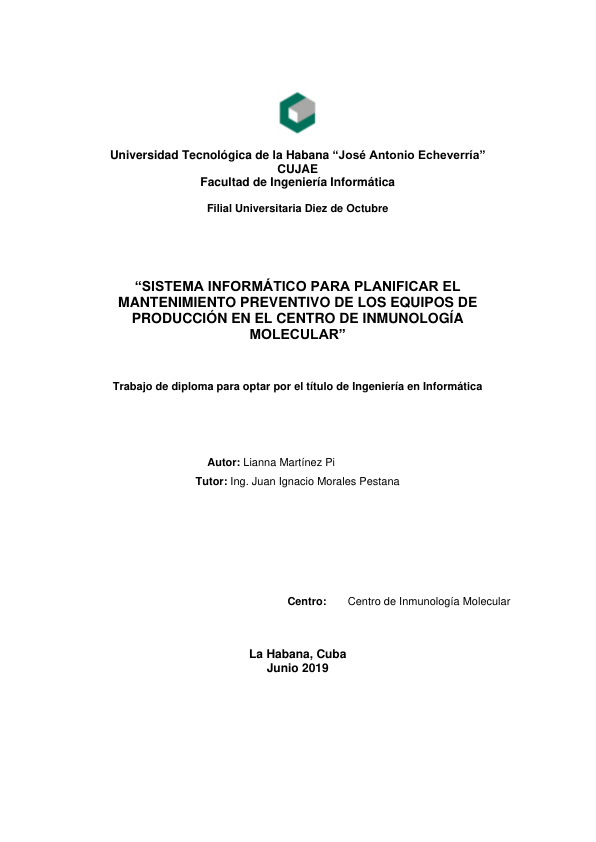 Universidad Tecnológica de la Habana “José Antonio Echeverría”
CUJAE
Facultad de Ingeniería Informática
Filial Universitaria Diez de Octubre
“SISTEMA INFORMÁTICO PARA PLANIFICAR EL
MANTENIMIENTO PREVENTIVO DE LOS EQUIPOS DE
PRODUCCIÓN EN EL CENTRO DE INMUNOLOGÍA
MOLECULAR”
Trabajo de diploma para optar por el título de Ingeniería en Informática
Autor: Lianna Martínez Pi
Tutor: Ing. Juan Ignacio Morales Pestana
Centro: Centro de Inmunología Molecular
La Habana, Cuba
Junio 2019